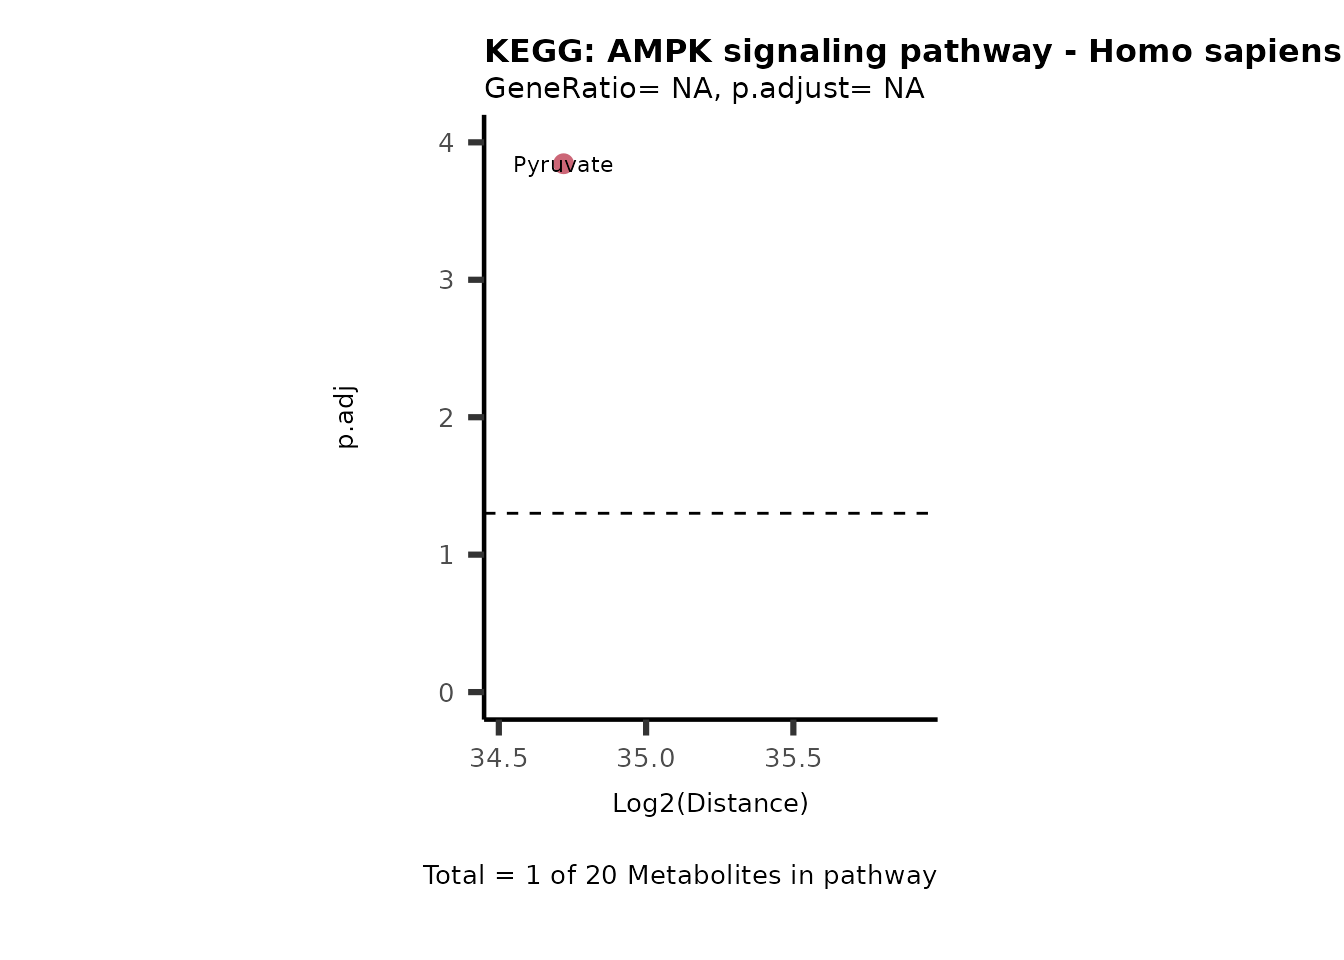 KEGG: AMPK signaling pathway - Homo sapiens
GeneRatio= NA, p.adjust= NA
4
Pyruvate
3
2
p.adj
1
0
34.5 35.0 35.5
Log2(Distance)
Total = 1 of 20 Metabolites in pathway